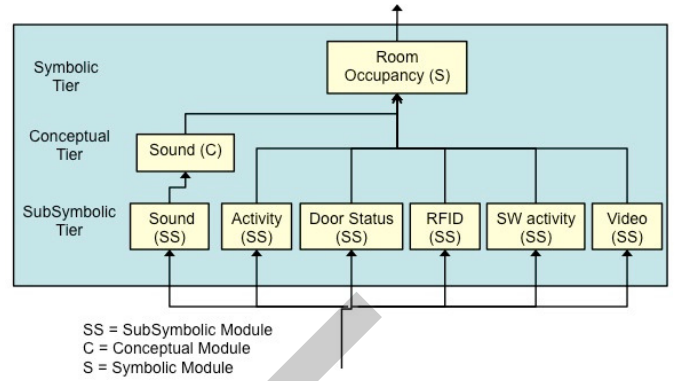 Room
Occupancy (S)
Symbolic
Tier
Conceptual
Tier
Sound (C)
SubSymbolic
Tier
Sound
(SS)
Activity
(SS)
Door Status
(SS)
RFID
(SS)
SW activity
(SS)
Video
(SS)
SS = SubSymbolic Module
C = Conceptual Module
S = Symbolic Module